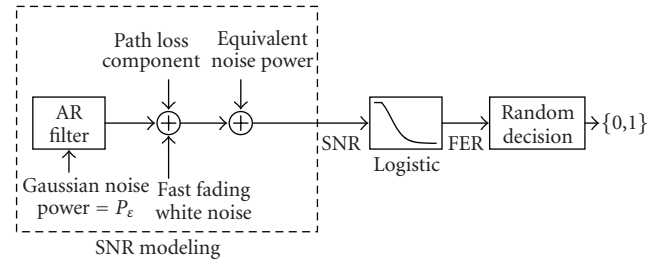 Path loss
component
Equivalent
noise power
AR
filter
SNR
Logistic
FER
Random
decision
{0,1}
Gaussian noise
power = Pε
Fast fading
white noise
SNR modeling